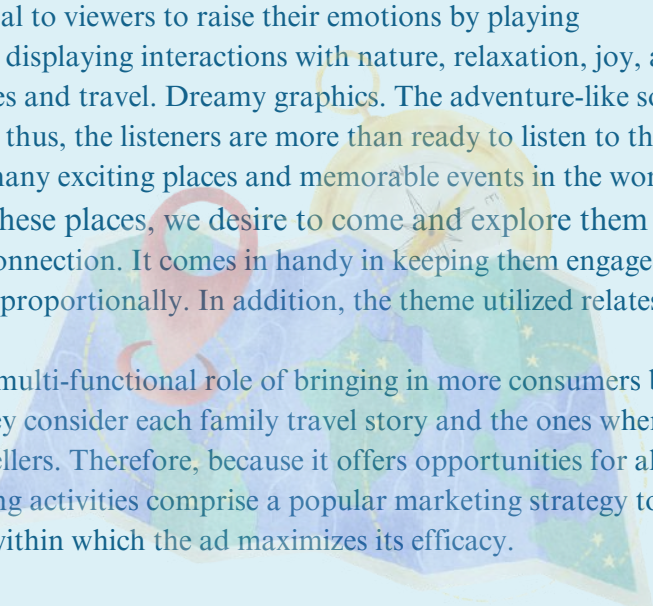 al to viewers to raise their emotions by playing
displaying interactions with nature, relaxation, joy, a
es and travel. Dreamy graphics. The adventure-like so
thus, the listeners are more than ready to listen to th
many exciting places and memorable events in the wor
these places, we desire to come and explore them
onnection. It comes in handy in keeping them engage
proportionally. In addition, the theme utilized relates
multi-functional role of bringing in more consumers b
ey consider each family travel story and the ones wher
ellers. Therefore, because it offers opportunities for al
ng activities comprise a popular marketing strategy to
within which the ad maximizes its efficacy.